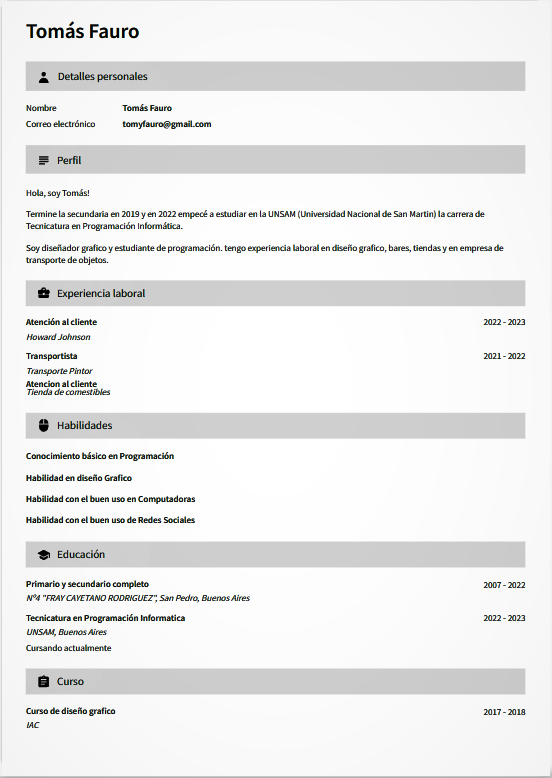 Tomás Fauro
Detalles personales
Nombre Tomás Fauro
Correo electrónico tomyfauro@gmail.com
Perfil
Hola, soy Tomás!
Termine la secundaria en 2019 y en 2022 empecé a estudiar en la UNSAM (Universidad Nacional de San Martin) la carrera de
Tecnicatura en Programación Informática.
Soy diseñador grafico y estudiante de programación. tengo experiencia laboral en diseño grafico, bares, tiendas y en empresa de
transporte de objetos.
Experiencia laboral
Atención al cliente 2022 - 2023
Howard Johnson
Transportista 2021 - 2022
Transporte Pintor
Atencion al cliente
Tienda de comestibles
Habilidades
Conocimiento básico en Programación
Habilidad en diseño Grafico
Habilidad con el buen uso en Computadoras
Habilidad con el buen uso de Redes Sociales
Educación
Primario y secundario completo 2007 - 2022
N°4 "FRAY CAYETANO RODRIGUEZ", San Pedro, Buenos Aires
Tecnicatura en Programación Informatica 2022 - 2023
UNSAM, Buenos Aires
Cursando actualmente
Curso
Curso de diseño grafico 2017 - 2018
IAC